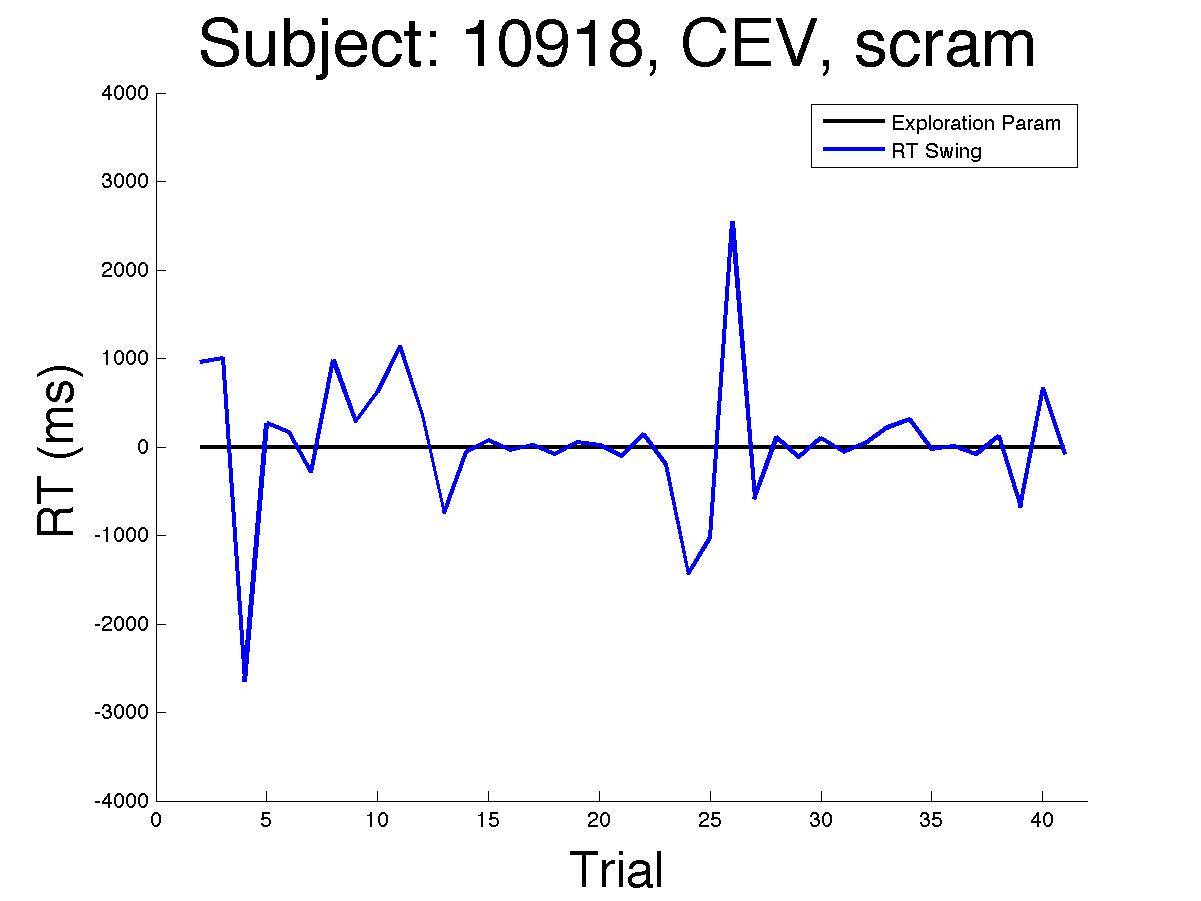 Subject: 10918, CEV, scram
4000
3000
2000
1000
0
-1000
-2000
-3000
-4000
RT (ms)
Exploration Param
RT Swing
0 5 10 15 20 25 30 35 40
Trial